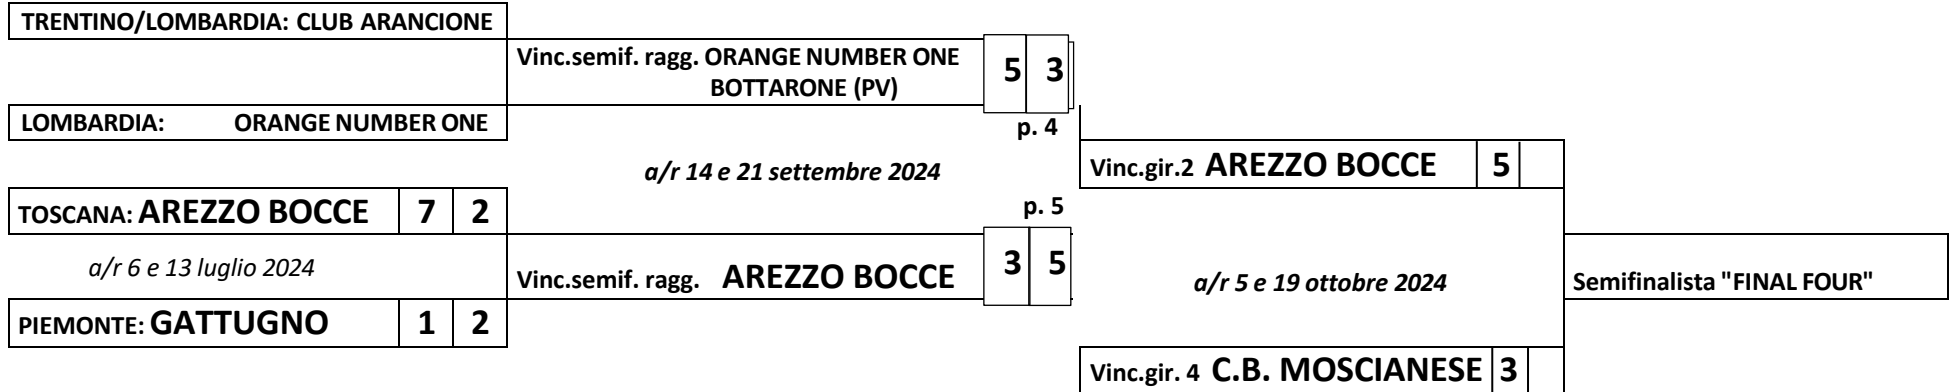 TRENTINO/LOMBARDIA: CLUB ARANCIONE
Vinc.semif. ragg. ORANGE NUMBER ONE 5 3
BOTTARONE (PV)
LOMBARDIA: ORANGE NUMBER ONE
p. 4
a/r 14 e 21 settembre 2024
Vinc.gir.2 AREZZO BOCCE 5
TOSCANA: AREZZO BOCCE 7 2
p. 5
a/r 6 e 13 luglio 2024
Vinc.semif. ragg. AREZZO BOCCE 3 5
a/r 5 e 19 ottobre 2024
Semifinalista "FINAL FOUR"
PIEMONTE: GATTUGNO 1 2
Vinc.gir. 4 C.B. MOSCIANESE 3